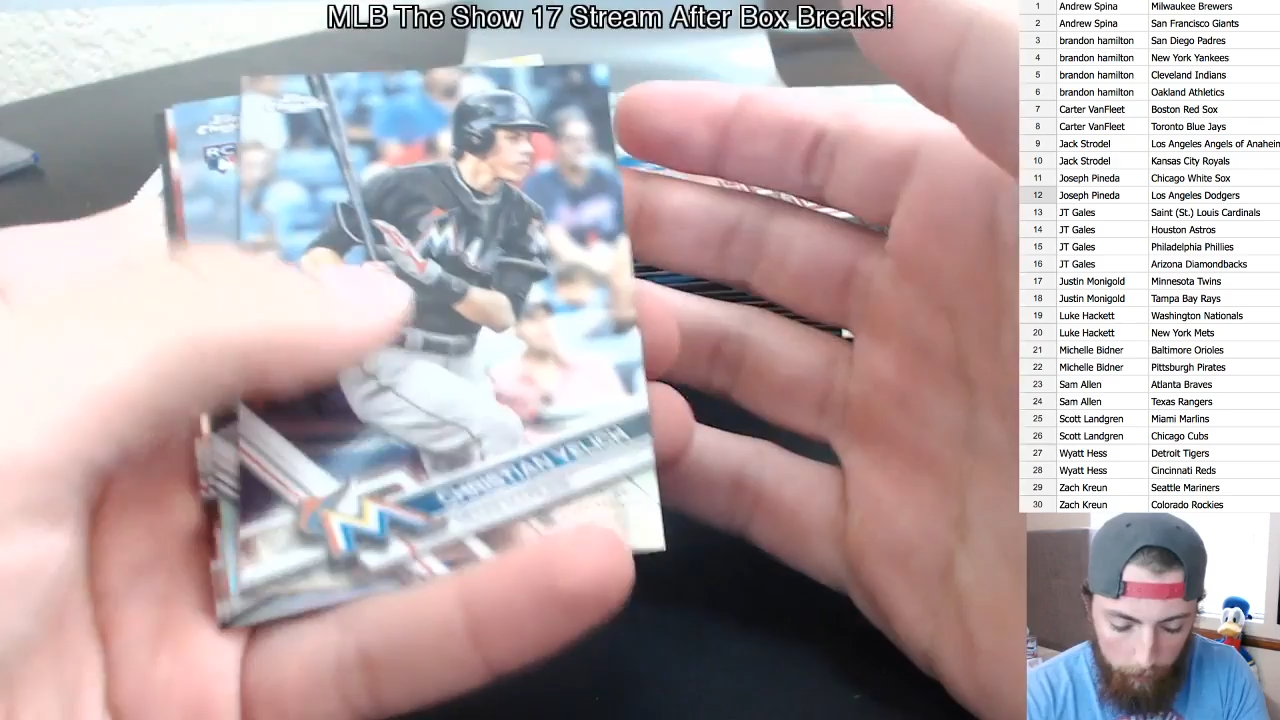 MLB The Show 17 Stream After Box Breaks!
1 Andrew Spina Milwaukee Brewers
2 Andrew Spina San Francisco Giants
3 brandon hamilton San Diego Padres
4 brandon hamilton New York Yankees
5 brandon hamilton Cleveland Indians
6 brandon hamilton Oakland Athletics
7 Carter VanFleet Boston Red Sox
8 Carter VanFleet Toronto Blue Jays
9 Jack Strodel Los Angeles Angels of Anaheim
10 Jack Strodel Kansas City Royals
11 Joseph Pineda Chicago White Sox
12 Joseph Pineda Los Angeles Dodgers
13 JT Gales Saint (St.) Louis Cardinals
14 JT Gales Houston Astros
15 JT Gales Philadelphia Phillies
16 JT Gales Arizona Diamondbacks
17 Justin Monigold Minnesota Twins
18 Justin Monigold Tampa Bay Rays
19 Luke Hackett Washington Nationals
20 Luke Hackett New York Mets
21 Michelle Bidner Baltimore Orioles
22 Michelle Bidner Pittsburgh Pirates
23 Sam Allen Atlanta Braves
24 Sam Allen Texas Rangers
25 Scott Landgren Miami Marlins
26 Scott Landgren Chicago Cubs
27 Wyatt Hess Detroit Tigers
28 Wyatt Hess Cincinnati Reds
29 Zach Kreun Seattle Mariners
30 Zach Kreun Colorado Rockies
RC
CHRISTIAN YELICH